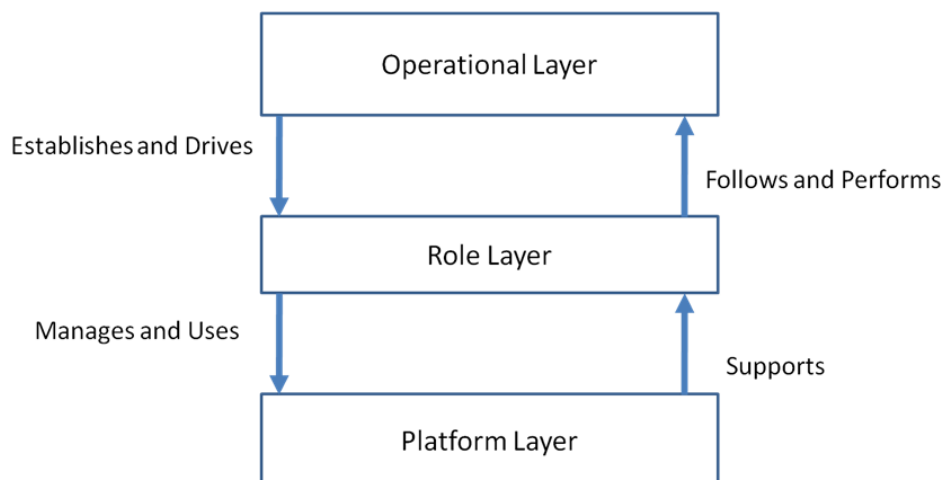 Operational Layer
Establishes and Drives
Follows and Performs
Role Layer
Manages and Uses
Supports
Platform Layer